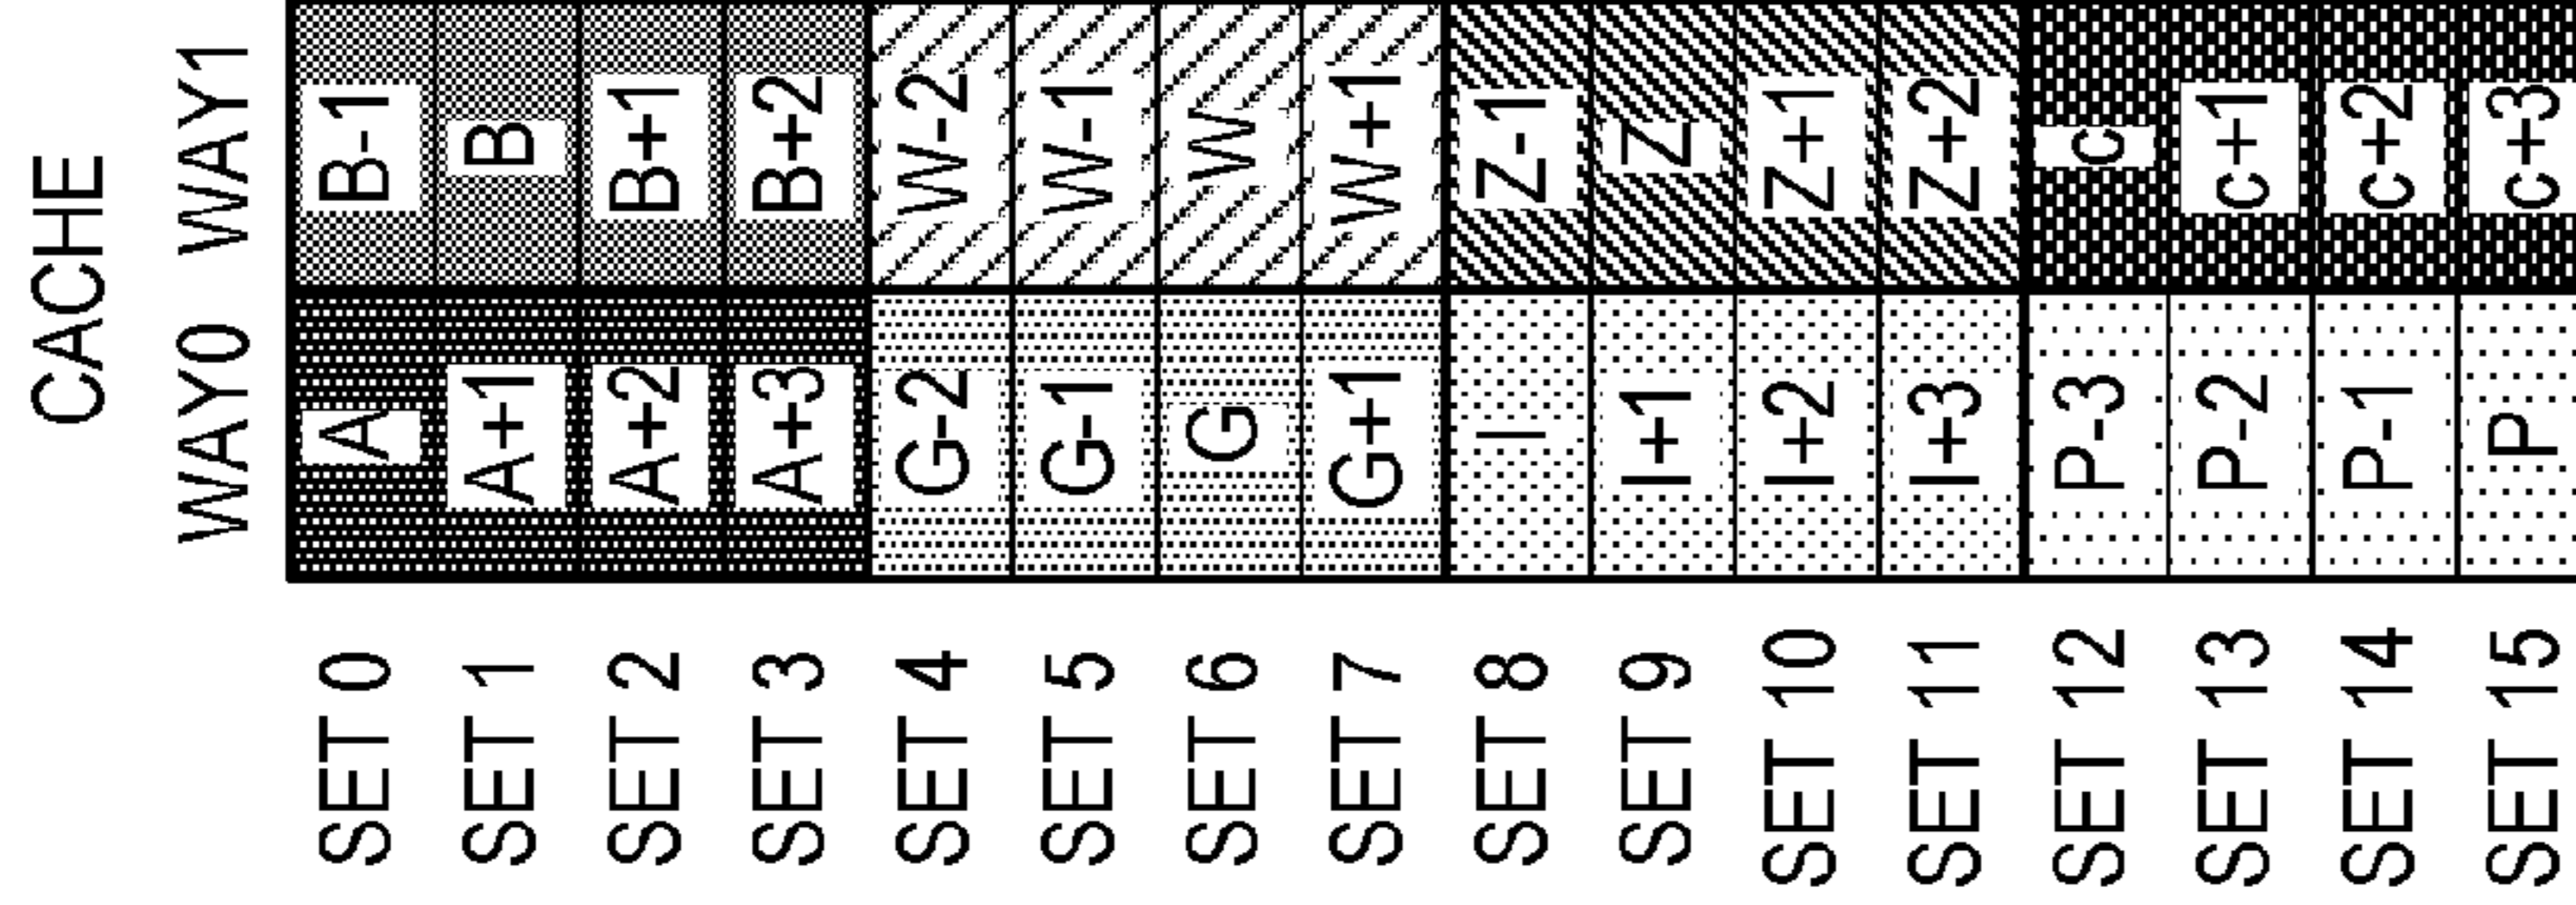 CACHE
WAY0 WAY1
SET 0 A B-1
SET 1 A+1 B
SET 2 A+2 B+1
SET 3 A+3 B+2
SET 4 G-2 W-2
SET 5 G-1 W-1
SET 6 G W
SET 7 G+1 W+1
SET 8 I Z-1
SET 9 I+1 Z
SET 10 I+2 Z+1
SET 11 I+3 Z+2
SET 12 P-3 c
SET 13 P-2 c+1
SET 14 P-1 c+2
SET 15 P c+3